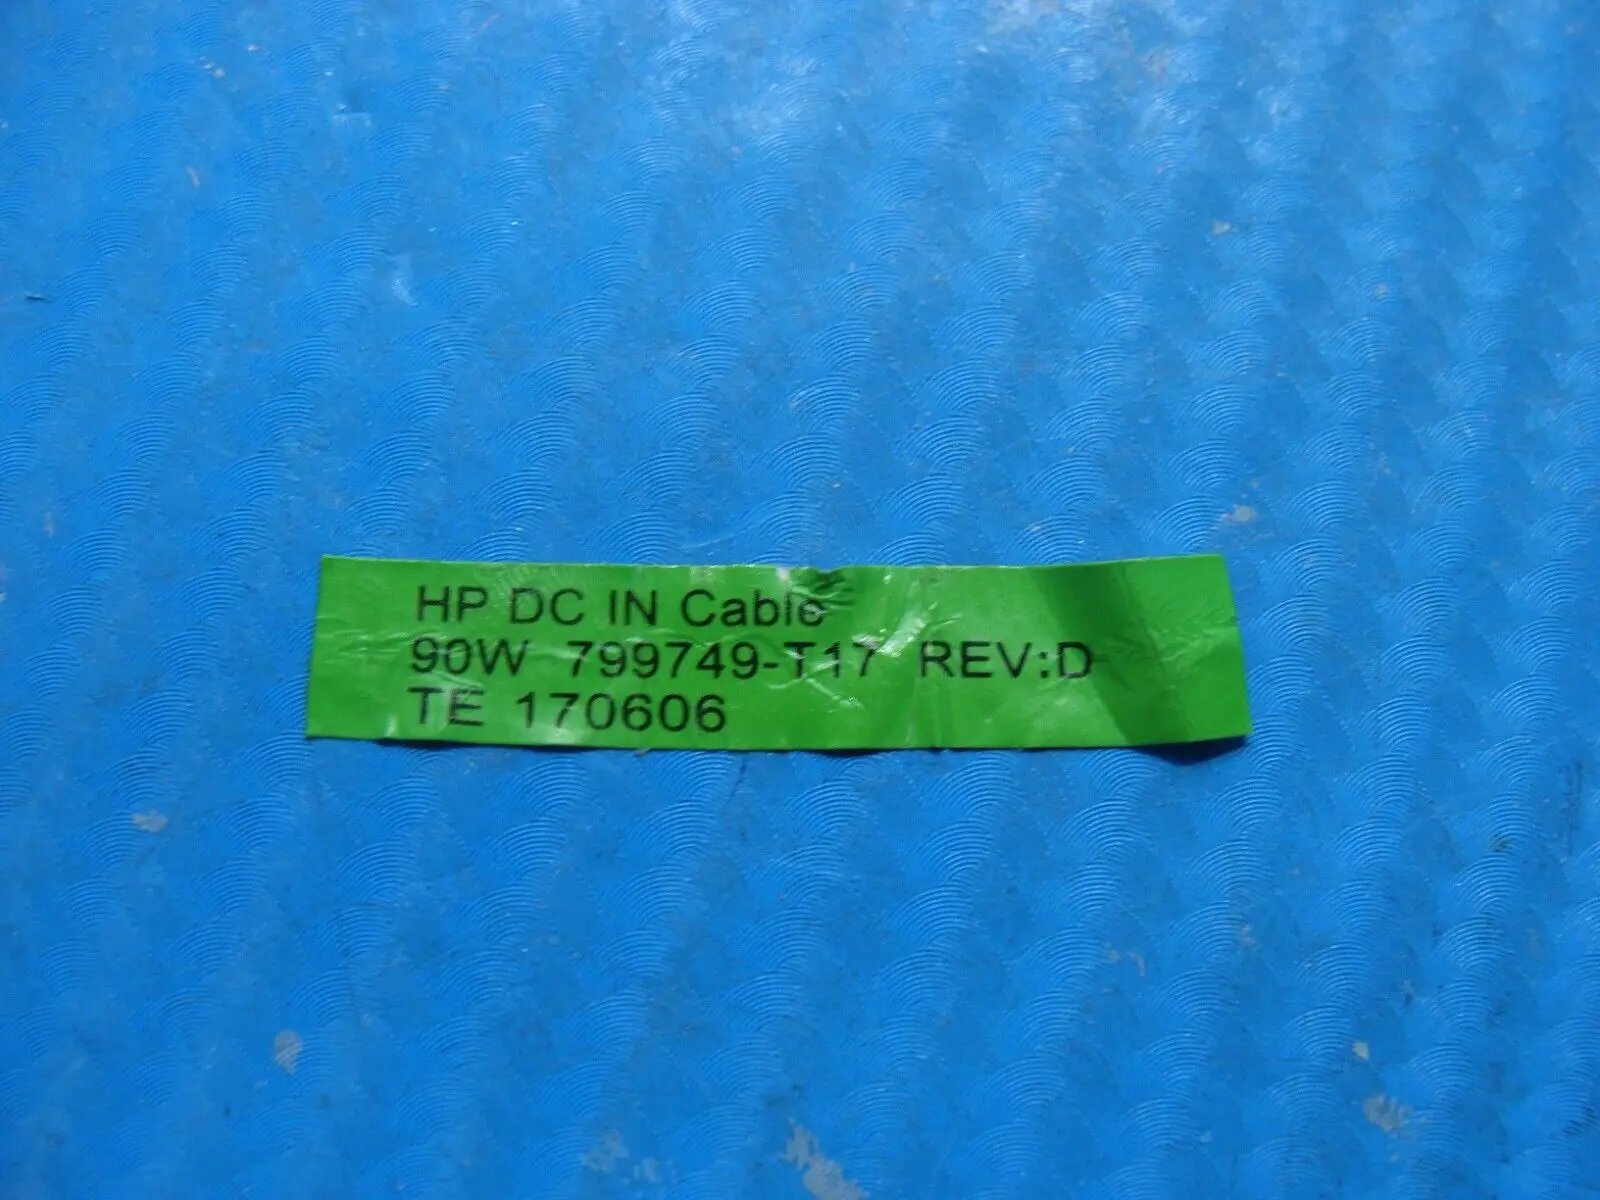 HP DC IN Cable
90W 799749-T17 REV:D
TE 170606